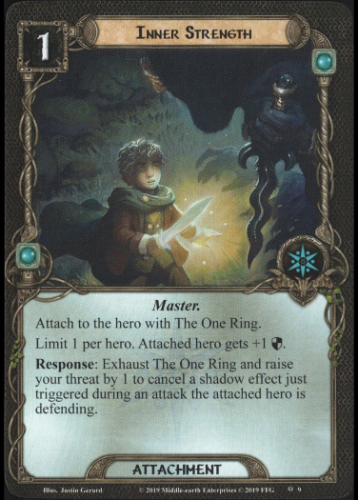 1
INNER STRENGTH
Master.
Attach to the hero with The One Ring.
Limit 1 per hero. Attached hero gets +1 .
Response: Exhaust The One Ring and raise
your threat by 1 to cancel a shadow effect just
triggered during an attack the attached hero is
defending.
Illus. Justin Gerard © 2019 Middle-earth Enterprises © 2019 FFG 9
ATTACHMENT